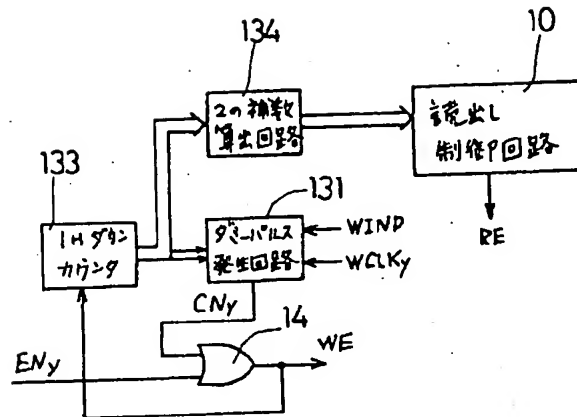 134
2の補数
算出回路
10
読出し
制御回路
RE
133
1Hダウン
カウンタ
131
ダミーパルス
発生回路
WIND
WCLKy
CNy
14
ENy
WE